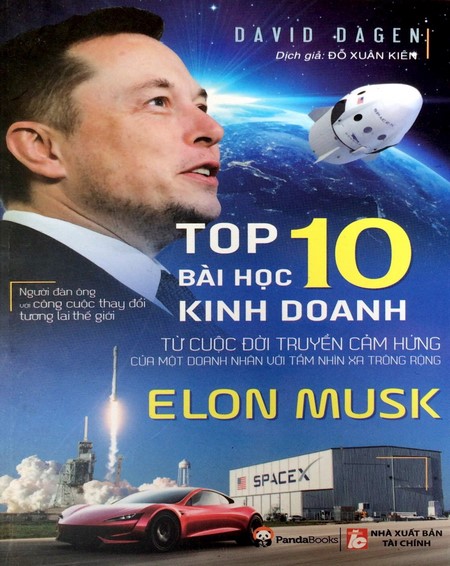 DAVID DAGEN
Dịch giả: ĐỖ XUÂN KIÊN
TOP 10
BÀI HỌC
KINH DOANH
Người đàn ông
với công cuộc thay đổi
tương lai thế giới
TỪ CUỘC ĐỜI TRUYỀN CẢM HỨNG
CỦA MỘT DOANH NHÂN VỚI TẦM NHÌN XA TRÔNG RỘNG
ELON MUSK
SPACEX
PandaBooks
NHÀ XUẤT BẢN
TÀI CHÍNH